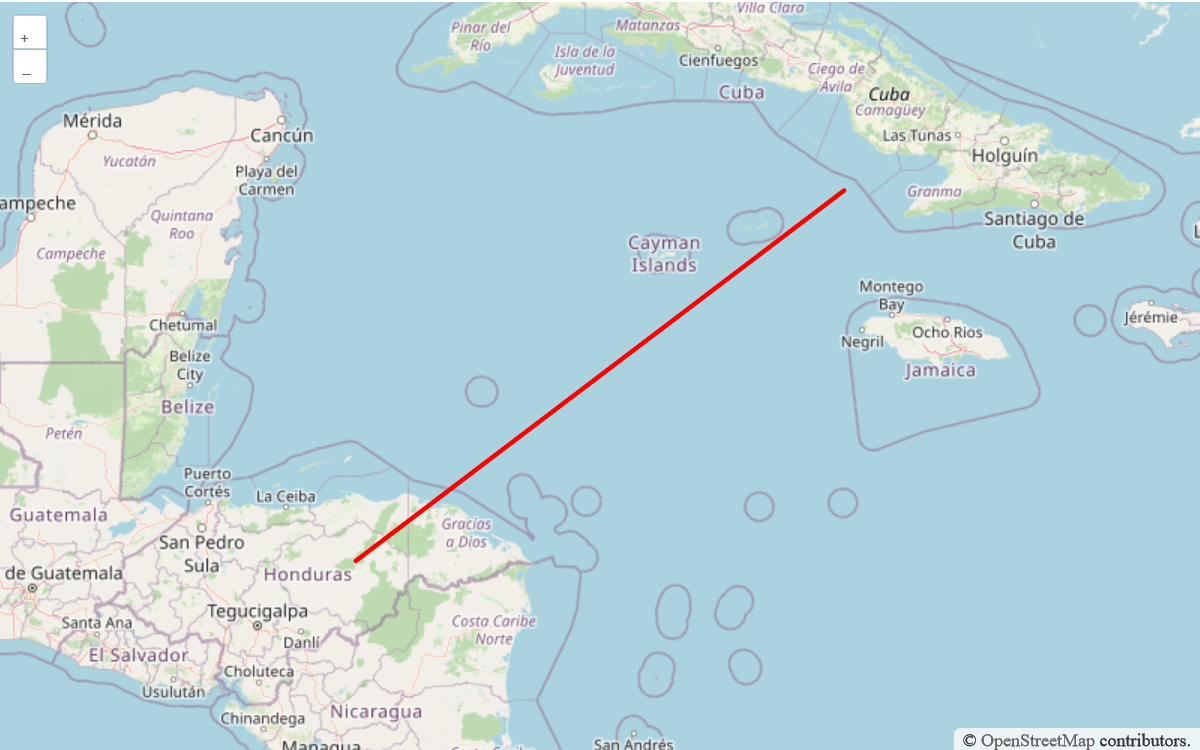 +
–
Villa Clara
Pinar del
Río
Matanzas
Isla de la
Juventud
Cienfuegos
Ciego de
Ávila
Cuba
Cuba
Camagüey
Mérida
Cancún
Las Tunas
Holguín
Yucatán
Playa del
Carmen
ampeche
Granma
Quintana
Roo
Santiago de
Cuba
L
Campeche
Cayman
Islands
Montego
Bay
Chetumal
Jérémie
Negril
Ocho Rios
Belize
City
Jamaica
Belize
Petén
Puerto
Cortés
La Ceiba
Guatemala
Gracias
a Dios
San Pedro
Sula
de Guatemala
Honduras
Tegucigalpa
Santa Ana
Costa Caribe
Norte
Danlí
El Salvador
Choluteca
Usulután
Chinandega
Nicaragua
Managua
Costa Caribe
San Andrés
© OpenStreetMap contributors.